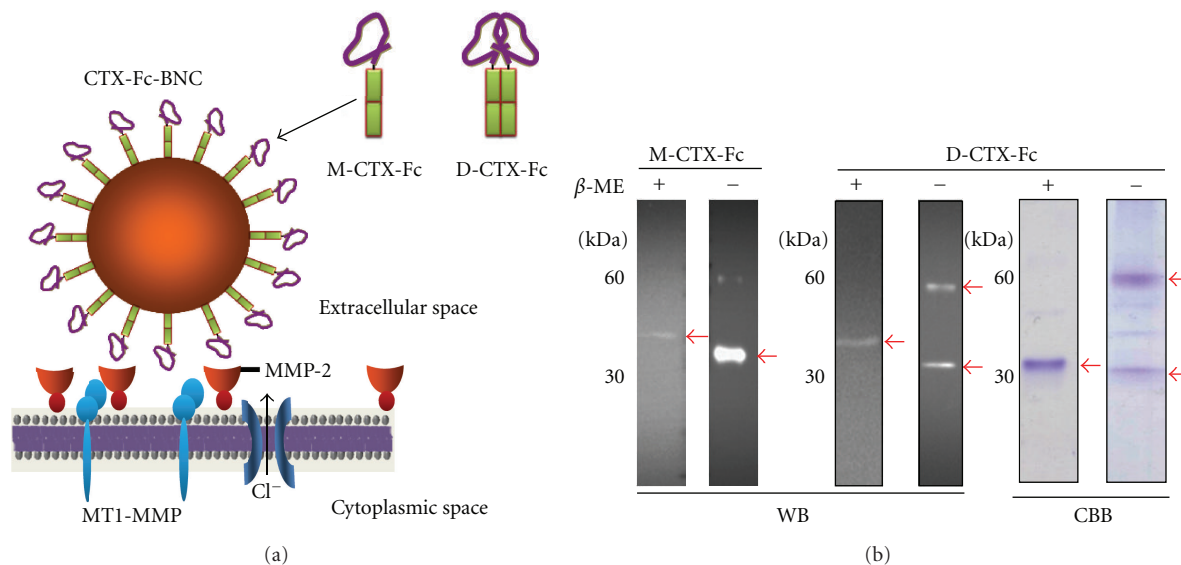 CTX-Fc-BNC
M-CTX-Fc
D-CTX-Fc
Extracellular space
MMP-2
Cl−
MT1-MMP
Cytoplasmic space
(a)
M-CTX-Fc
D-CTX-Fc
β-ME + − + − + −
(kDa) (kDa) (kDa)
60 60 60
30 30 30
WB
CBB
(b)